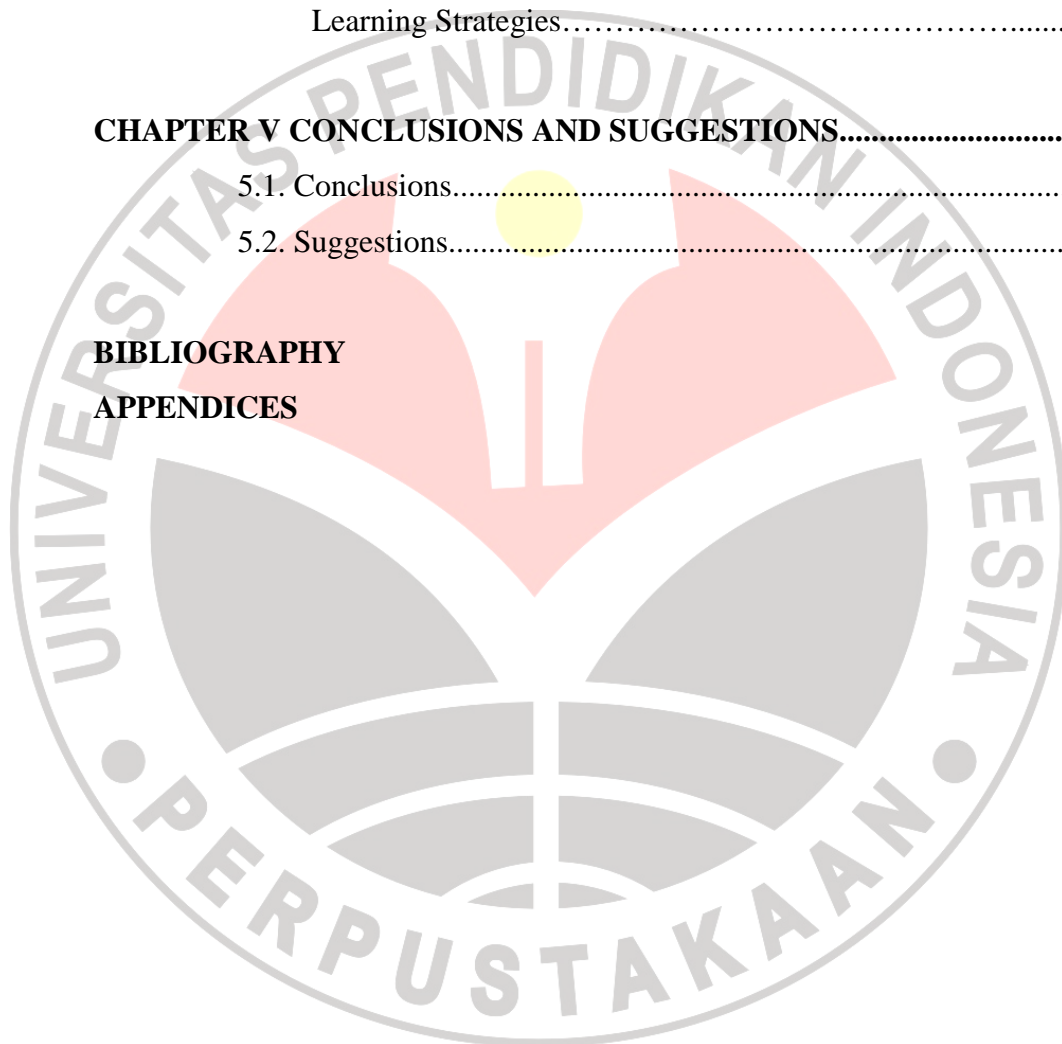 Learning Strategies…………………………………….......
CHAPTER V CONCLUSIONS AND SUGGESTIONS..............................
5.1. Conclusions................................................................................
5.2. Suggestions................................................................................
BIBLIOGRAPHY
APPENDICES
UNIVERSITAS PENDIDIKAN INDONESIA
PERPUSTAKAAN